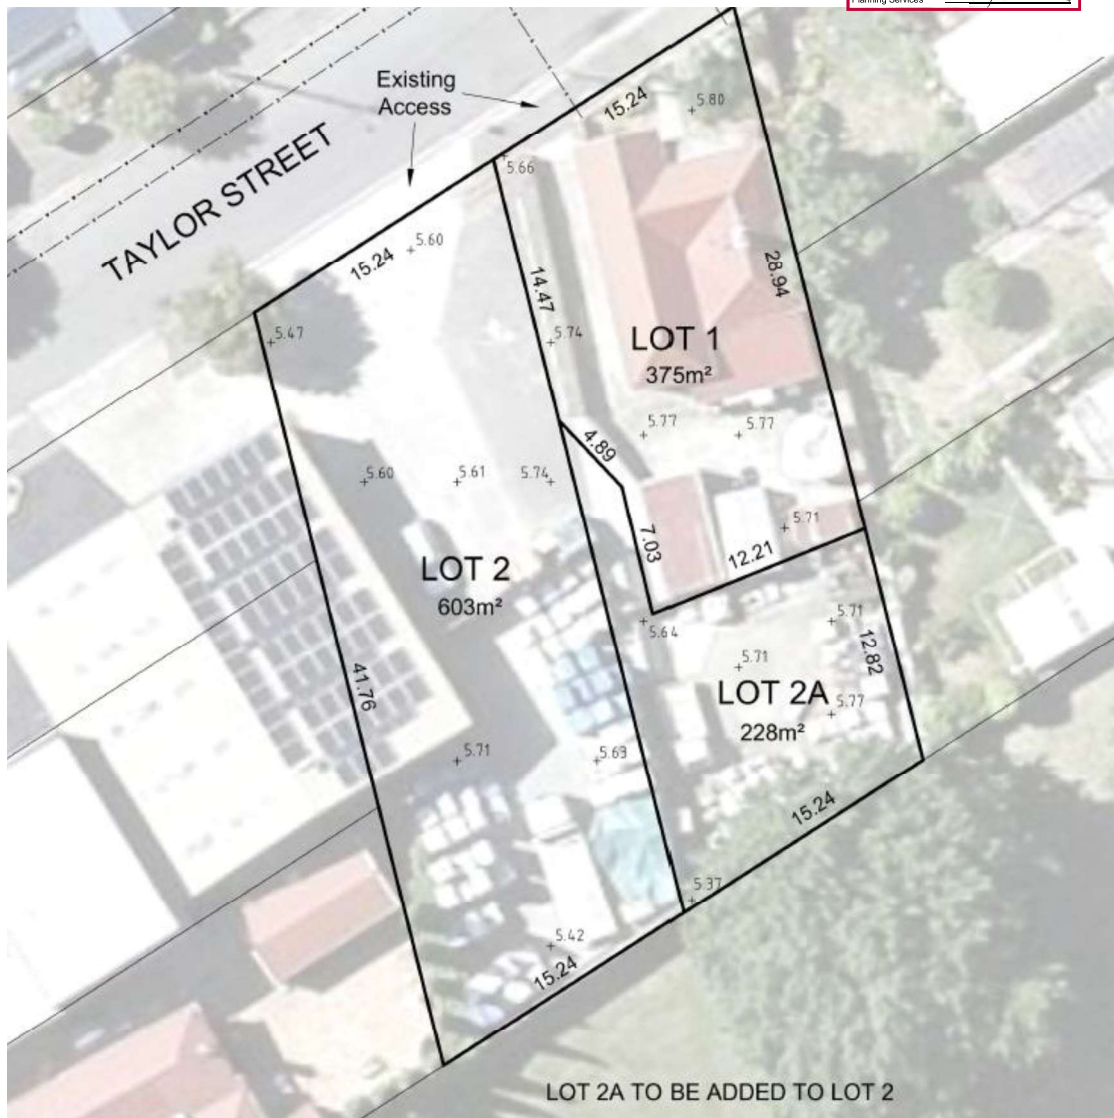 Planning Services
Existing
Access
15.24
5.80
TAYLOR STREET
5.66
5.60
15.24
28.94
14.47
5.47
5.74
LOT 1
375m²
5.77
5.77
4.89
5.60
5.61
5.74
5.71
7.03
12.21
LOT 2
603m²
5.64
5.71
12.82
5.71
41.76
LOT 2A
5.77
228m²
5.71
5.63
15.24
5.37
5.42
15.24
LOT 2A TO BE ADDED TO LOT 2